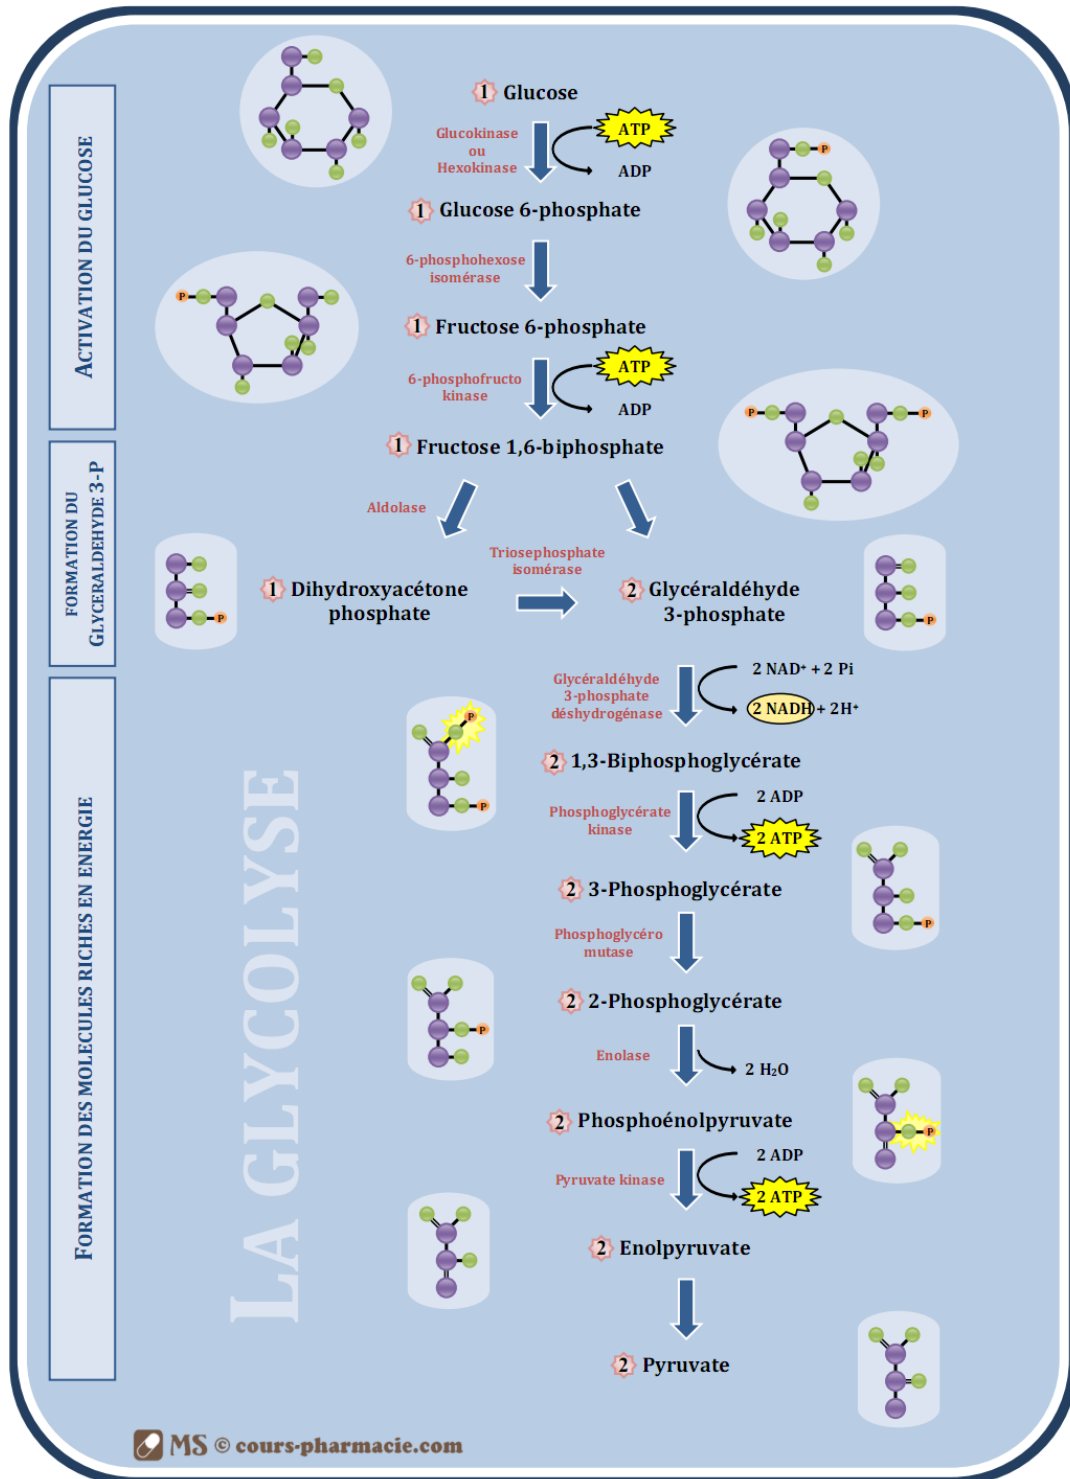 ACTIVATION DU GLUCOSE
1 Glucose
Glucokinase
ou
Hexokinase
ATP
ADP
P
1 Glucose 6-phosphate
6-phosphohexose
isomérase
P
1 Fructose 6-phosphate
6-phosphofructo
kinase
ATP
ADP
P
P
1 Fructose 1,6-biphosphate
FORMATION DU
GLYCERALDEHYDE 3-P
Aldolase
Triosephosphate
isomérase
1 Dihydroxyacétone
phosphate
P
2 Glycéraldéhyde
3-phosphate
P
FORMATION DES MOLECULES RICHES EN ENERGIE
LA GLYCOLYSE
Glycéraldéhyde
3-phosphate
déshydrogénase
2 NAD⁺ + 2 Pi
2 NADH + 2H⁺
P
P
2 1,3-Biphosphoglycérate
Phosphoglycérate
kinase
2 ADP
2 ATP
2 3-Phosphoglycérate
P
Phosphoglycéro
mutase
2 2-Phosphoglycérate
P
Enolase
2 H₂O
2 Phosphoénolpyruvate
P
Pyruvate kinase
2 ADP
2 ATP
2 Enolpyruvate
2 Pyruvate
MS © cours-pharmacie.com